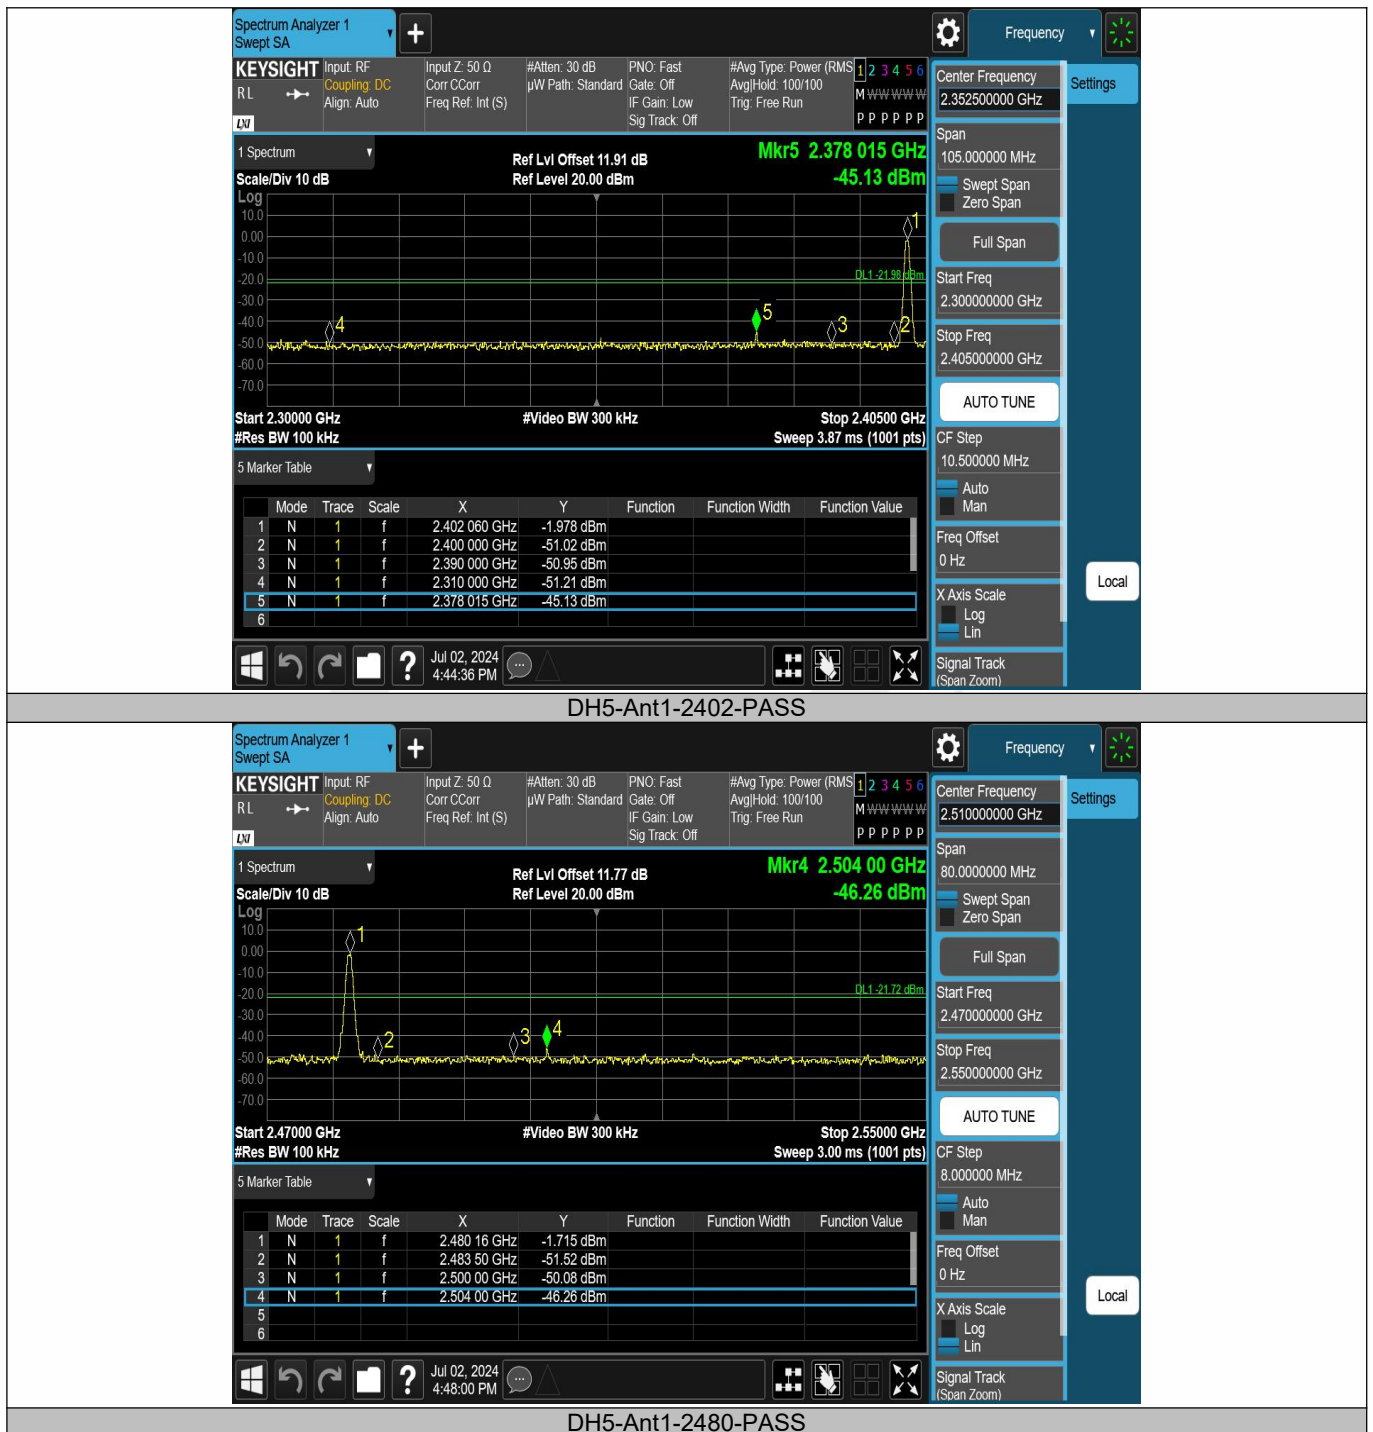 Spectrum Analyzer 1
Swept SA
Frequency
KEYSIGHT
R L
LXI
Input: RF
Coupling: DC
Align: Auto
Input Z: 50 Ω
Corr CCorr
Freq Ref: Int (S)
#Atten: 30 dB
µW Path: Standard
PNO: Fast
Gate: Off
IF Gain: Low
Sig Track: Off
#Avg Type: Power (RMS
Avg|Hold: 100/100
Trig: Free Run
1 2 3 4 5 6
M W W W W W
P P P P P P
1 Spectrum
Scale/Div 10 dB
Ref Lvl Offset 11.91 dB
Ref Level 20.00 dBm
Mkr5 2.378 015 GHz
-45.13 dBm
Log
10.0
0.00
-10.0
-20.0
-30.0
-40.0
-50.0
-60.0
-70.0
DL1 -21.98 dBm
1
2
3
4
5
Start 2.30000 GHz
#Video BW 300 kHz
Stop 2.40500 GHz
#Res BW 100 kHz
Sweep 3.87 ms (1001 pts)
5 Marker Table
Mode Trace Scale X Y Function Function Width Function Value
1 N 1 f 2.402 060 GHz -1.978 dBm
2 N 1 f 2.400 000 GHz -51.02 dBm
3 N 1 f 2.390 000 GHz -50.95 dBm
4 N 1 f 2.310 000 GHz -51.21 dBm
5 N 1 f 2.378 015 GHz -45.13 dBm
6
?
Jul 02, 2024
4:44:36 PM
Center Frequency
2.352500000 GHz
Settings
Span
105.000000 MHz
Swept Span
Zero Span
Full Span
Start Freq
2.300000000 GHz
Stop Freq
2.405000000 GHz
AUTO TUNE
CF Step
10.500000 MHz
Auto
Man
Freq Offset
0 Hz
Local
X Axis Scale
Log
Lin
Signal Track
(Span Zoom)
DH5-Ant1-2402-PASS
Spectrum Analyzer 1
Swept SA
Frequency
KEYSIGHT
R L
LXI
Input: RF
Coupling: DC
Align: Auto
Input Z: 50 Ω
Corr CCorr
Freq Ref: Int (S)
#Atten: 30 dB
µW Path: Standard
PNO: Fast
Gate: Off
IF Gain: Low
Sig Track: Off
#Avg Type: Power (RMS
Avg|Hold: 100/100
Trig: Free Run
1 2 3 4 5 6
M W W W W W
P P P P P P
1 Spectrum
Scale/Div 10 dB
Ref Lvl Offset 11.77 dB
Ref Level 20.00 dBm
Mkr4 2.504 00 GHz
-46.26 dBm
Log
10.0
0.00
-10.0
-20.0
-30.0
-40.0
-50.0
-60.0
-70.0
DL1 -21.72 dBm
1
2
3
4
Start 2.47000 GHz
#Video BW 300 kHz
Stop 2.55000 GHz
#Res BW 100 kHz
Sweep 3.00 ms (1001 pts)
5 Marker Table
Mode Trace Scale X Y Function Function Width Function Value
1 N 1 f 2.480 16 GHz -1.715 dBm
2 N 1 f 2.483 50 GHz -51.52 dBm
3 N 1 f 2.500 00 GHz -50.08 dBm
4 N 1 f 2.504 00 GHz -46.26 dBm
5
6
?
Jul 02, 2024
4:48:00 PM
Center Frequency
2.510000000 GHz
Settings
Span
80.0000000 MHz
Swept Span
Zero Span
Full Span
Start Freq
2.470000000 GHz
Stop Freq
2.550000000 GHz
AUTO TUNE
CF Step
8.000000 MHz
Auto
Man
Freq Offset
0 Hz
Local
X Axis Scale
Log
Lin
Signal Track
(Span Zoom)
DH5-Ant1-2480-PASS